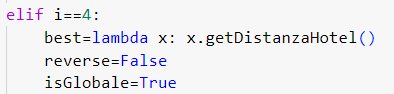 elif i==4:
best=lambda x: x.getDistanzaHotel()
reverse=False
isGlobale=True